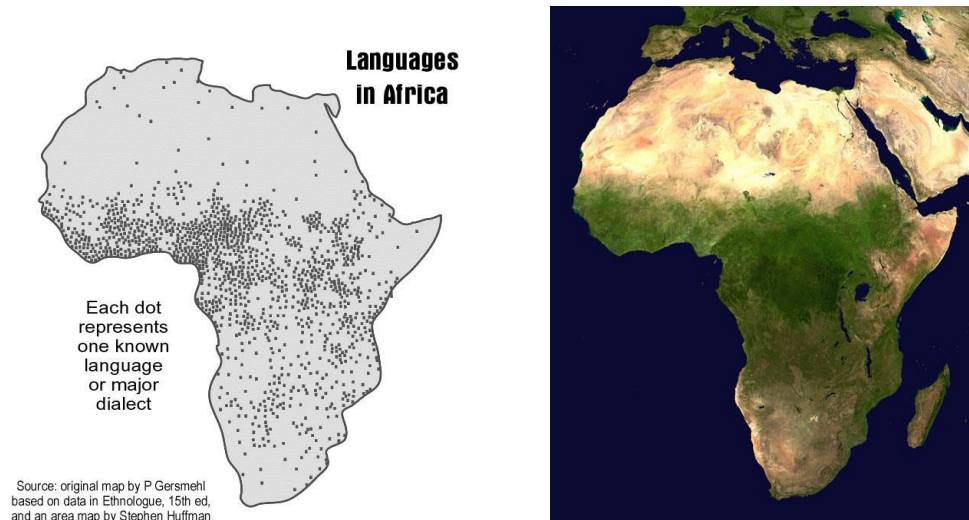 Languages
in Africa
Each dot
represents
one known
language
or major
dialect
Source: original map by P Gersmehl
based on data in Ethnologue, 15th ed,
and an area map by Stephen Huffman